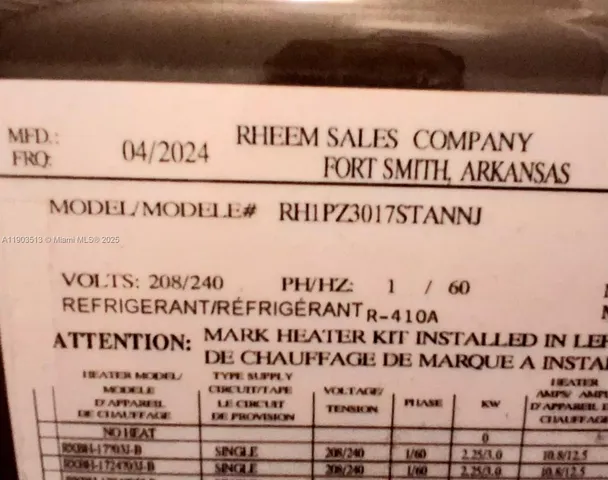 MFD.:
FRQ:
04/2024
RHEEM SALES COMPANY
FORT SMITH, ARKANSAS
MODEL/MODELE# RH1PZ3017STANNJ
A11903513 © Miami MLS® 2025
VOLTS: 208/240 PH/HZ: 1 / 60
REFRIGERANT/RÉFRIGÉRANT R-410A
ATTENTION: MARK HEATER KIT INSTALLED IN
DE CHAUFFAGE DE MARQUE A
HEATER MODEL/
MODELE
D'APPAREIL
DE CHAUFFAGE
TYPE SUPPLY
CIRCUIT/TAPE
LE CIRCUIT
DE PROVISION
VOLTAGE/
TENSION
PHASE
KW
HEATER
AMPS/
D'APPAREIL
NO HEAT 0
SINGLE 208/240 1/60 2.25/3.0 10.8/12.5
SINGLE 208/240 1/60 2.25/3.0 10.8/12.5